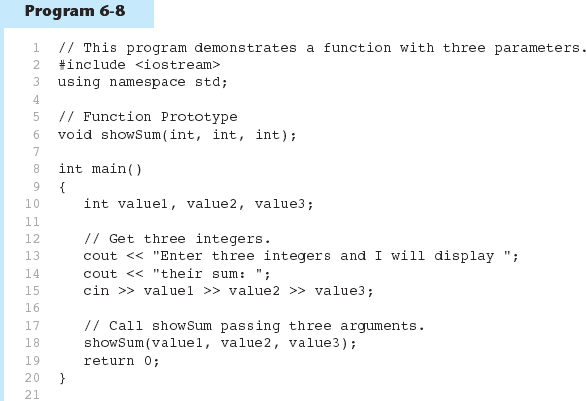 Program 6-8
1 // This program demonstrates a function with three parameters.
2 #include <iostream>
3 using namespace std;
4
5 // Function Prototype
6 void showSum(int, int, int);
7
8 int main()
9 {
10 int value1, value2, value3;
11
12 // Get three integers.
13 cout << "Enter three integers and I will display ";
14 cout << "their sum: ";
15 cin >> value1 >> value2 >> value3;
16
17 // Call showSum passing three arguments.
18 showSum(value1, value2, value3);
19 return 0;
20 }
21